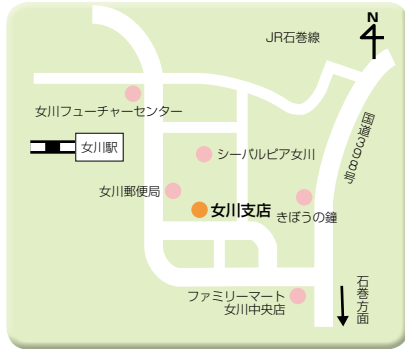 N
JR石巻線
女川フューチャーセンター
国道398号
女川駅
シーパルピア女川
女川郵便局
女川支店
きぼうの鐘
ファミリーマート
女川中央店
石巻方面